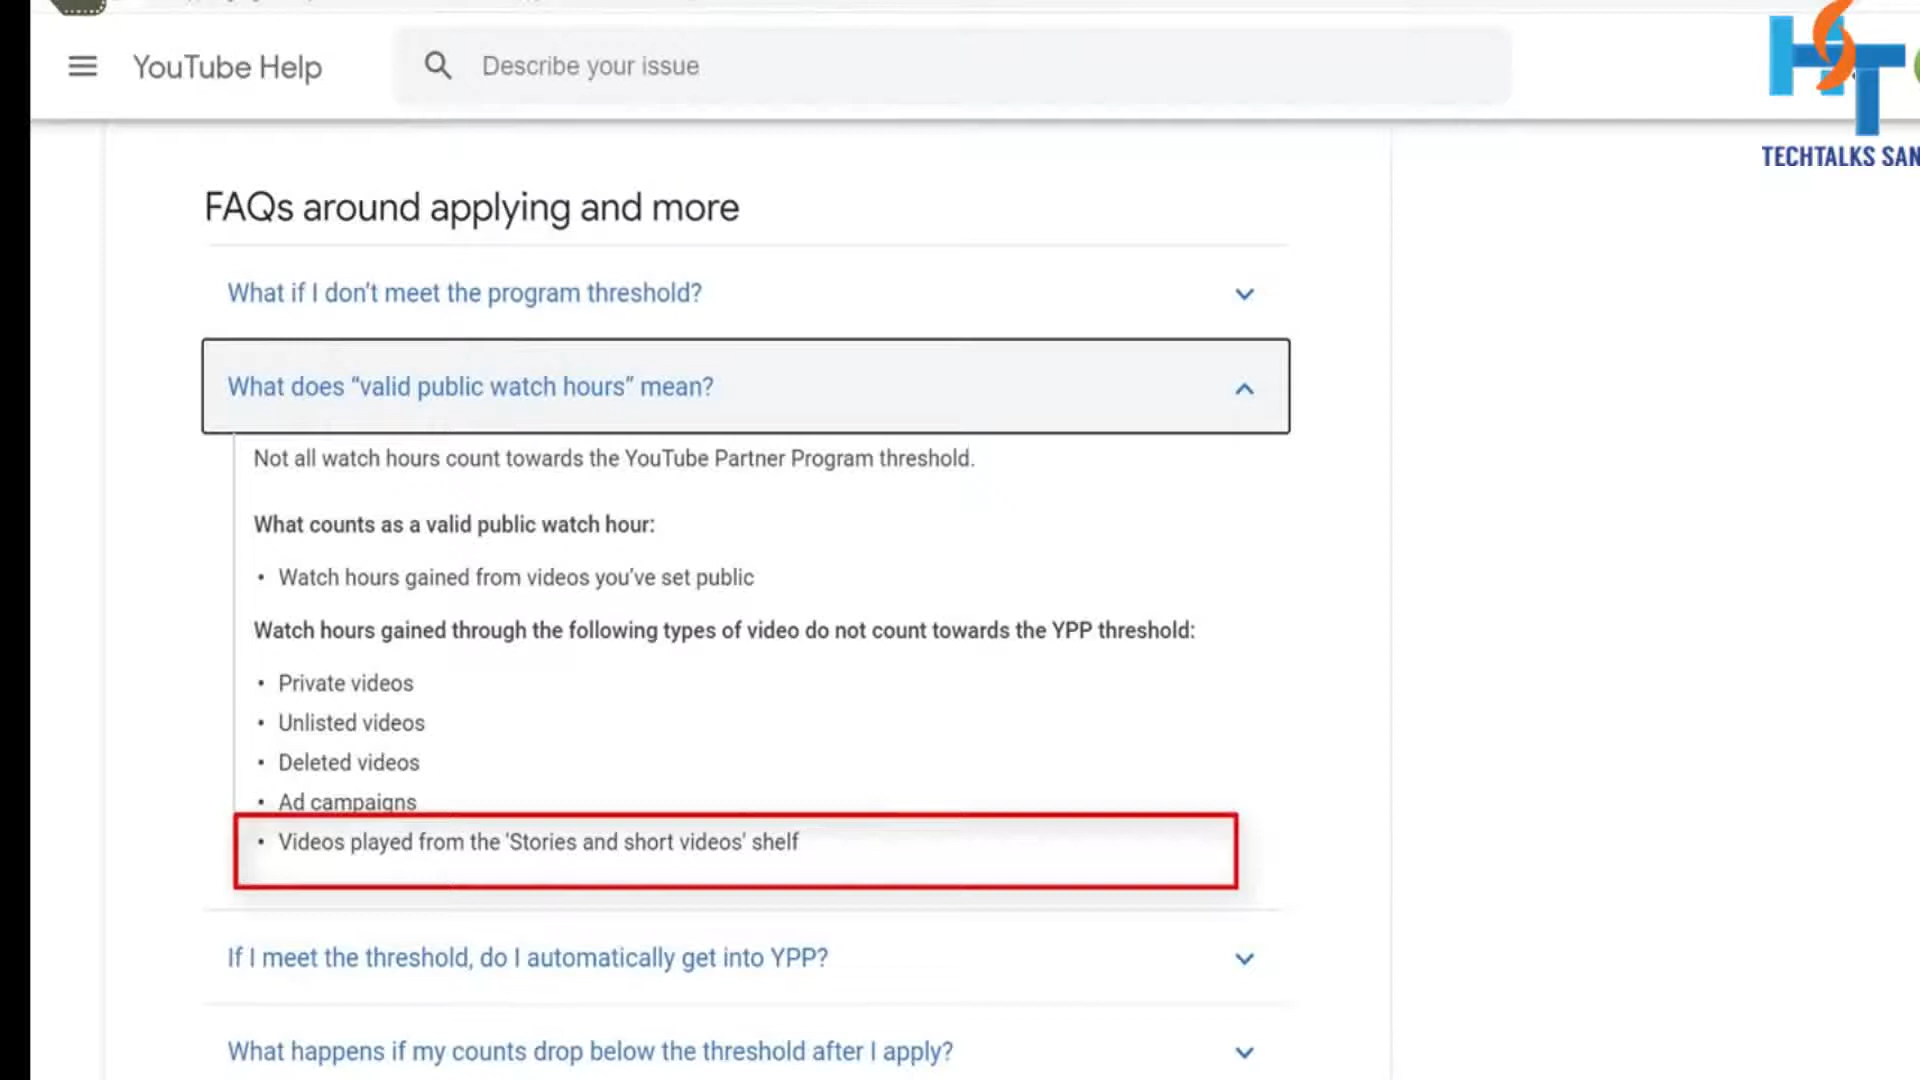 YouTube Help
Describe your issue
HST
TECHTALKS SAN
FAQs around applying and more
What if I don't meet the program threshold?
What does “valid public watch hours” mean?
Not all watch hours count towards the YouTube Partner Program threshold.
What counts as a valid public watch hour:
• Watch hours gained from videos you've set public
Watch hours gained through the following types of video do not count towards the YPP threshold:
• Private videos
• Unlisted videos
• Deleted videos
• Ad campaigns
• Videos played from the 'Stories and short videos' shelf
If I meet the threshold, do I automatically get into YPP?
What happens if my counts drop below the threshold after I apply?